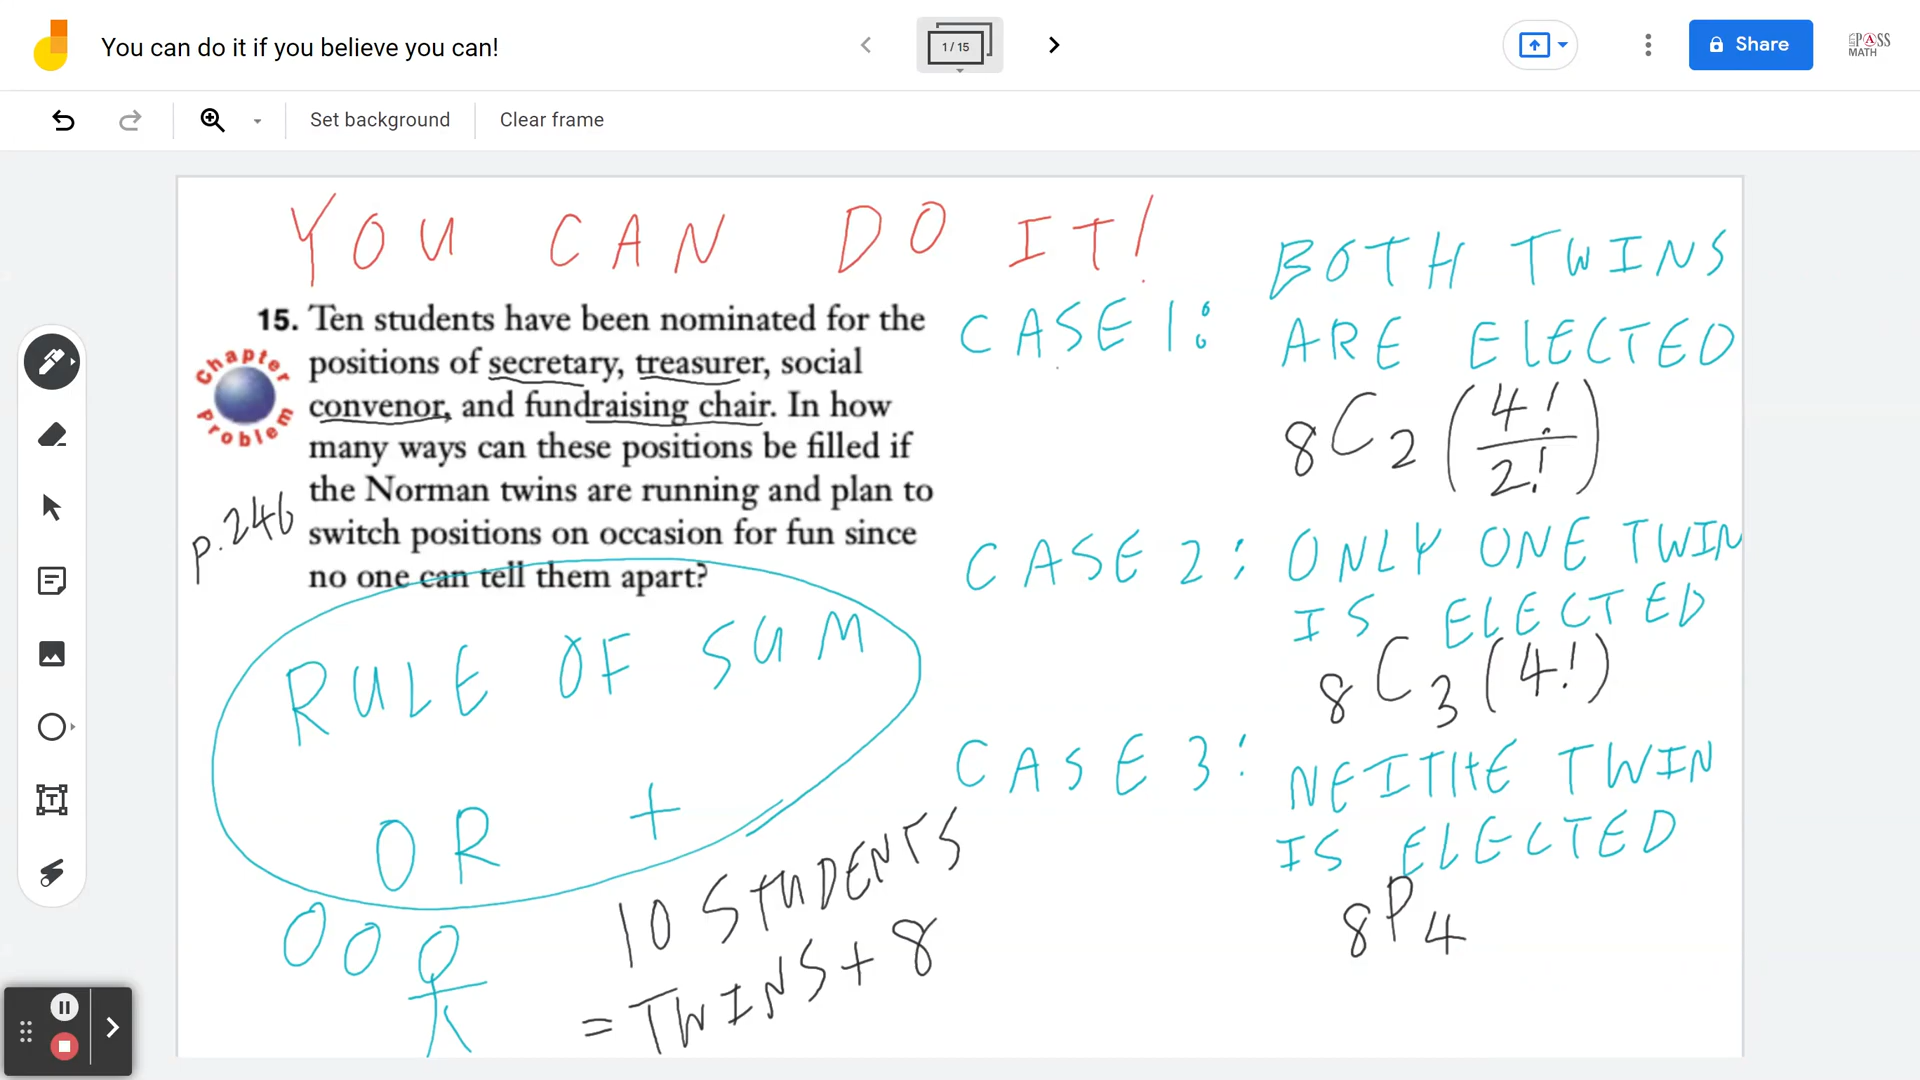 You can do it if you believe you can!
1 / 15
Share
LET'S PASS
MATH
Set background
Clear frame
YOU CAN DO IT!
15. Ten students have been nominated for the
positions of secretary, treasurer, social
convenor, and fundraising chair. In how
many ways can these positions be filled if
the Norman twins are running and plan to
switch positions on occasion for fun since
no one can tell them apart?
Chapter
Problem
p.246
RULE OF SUM
OR +
10 STUDENTS
= TWINS + 8
CASE 1: BOTH TWINS
ARE ELECTED
8C2 (4!/2!)
CASE 2: ONLY ONE TWIN
IS ELECTED
8C3 (4!)
CASE 3: NEITHE TWIN
IS ELECTED
8P4